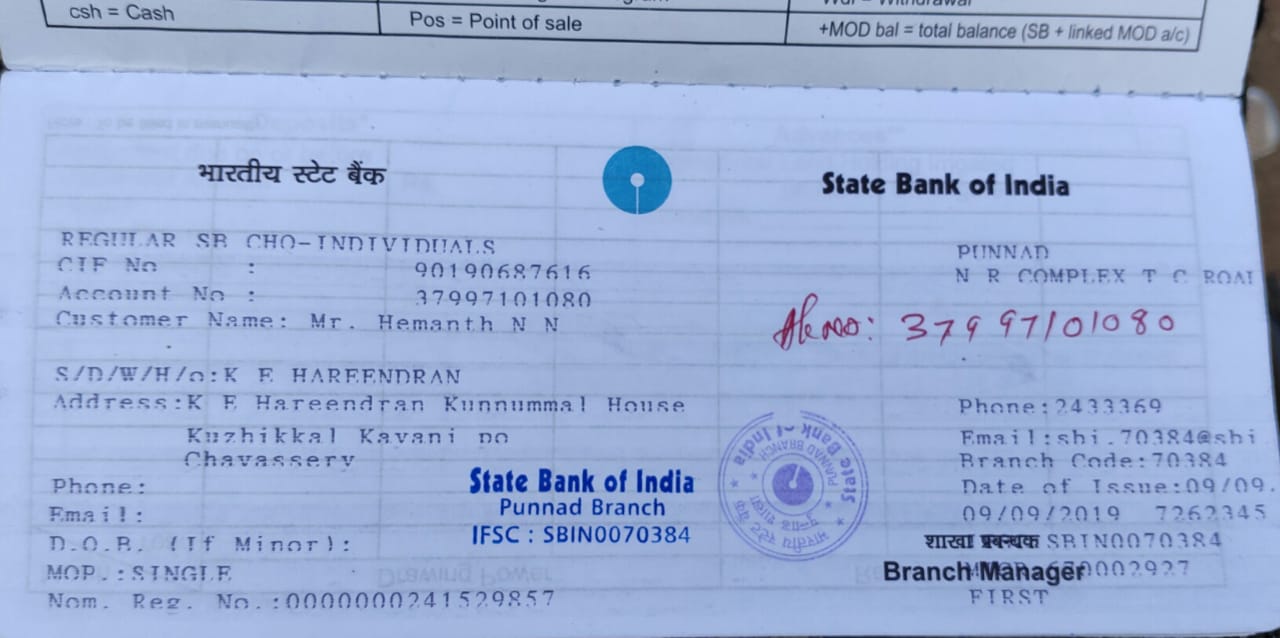 csh = Cash
Pos = Point of sale
+MOD bal = total balance (SB + linked MOD a/c)
भारतीय स्टेट बैंक
State Bank of India
REGULAR SB CHQ-INDIVIDUALS
CIF No : 90190687616
Account No : 37997101080
Customer Name: Mr. Hemanth N N
S/D/W/H/o:K E HAREENDRAN
Address:K E Hareendran Kunnummal House
Kuzhikkal Kavani po
Chavassery
Phone:
Email:
D.O.B. (If Minor):
MOP.:SINGLE
Nom. Reg. No.:0000000241529857
State Bank of India
Punnad Branch
IFSC : SBIN0070384
PUNNAD
N R COMPLEX T C ROAD
A/c no: 37997101080
Phone:2433369
Email:sbi.70384@sbi
Branch Code:70384
Date of Issue:09/09.
09/09/2019 7262345
शाखा प्रबन्धक SBIN0070384
Branch Manager
FIRST
State Bank of India
PUNNAD BRANCH
भारतीय स्टेट बैंक